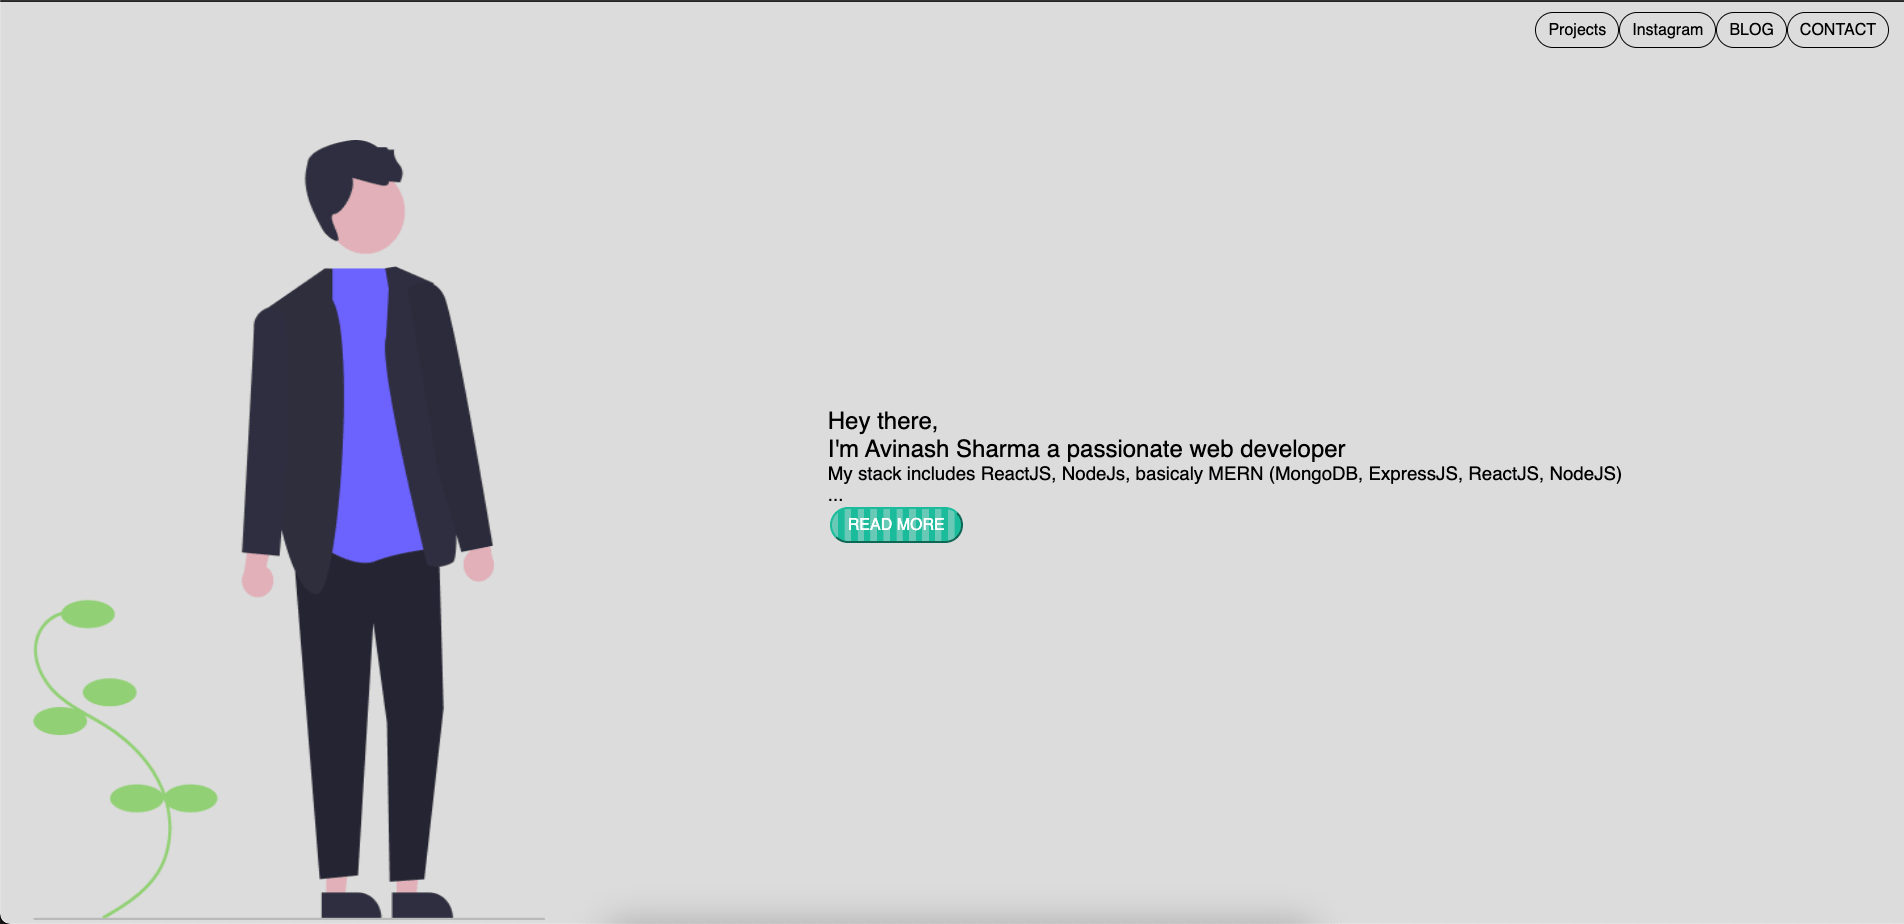 Projects Instagram BLOG CONTACT
Hey there,
I'm Avinash Sharma a passionate web developer
My stack includes ReactJS, NodeJs, basicaly MERN (MongoDB, ExpressJS, ReactJS, NodeJS)
...
READ MORE